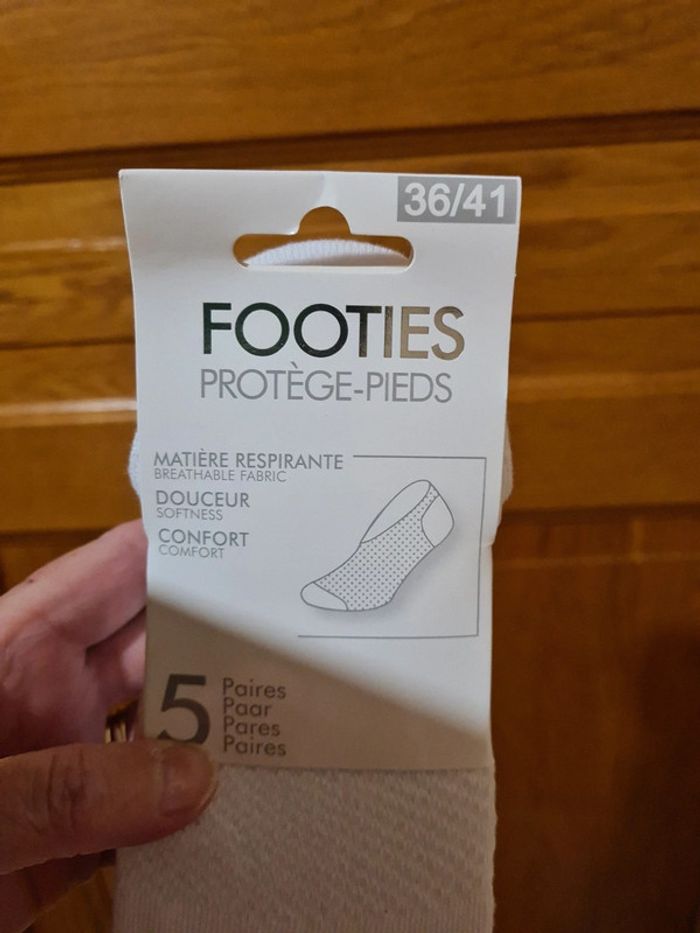 36/41
FOOTIES
PROTÈGE-PIEDS
MATIÈRE RESPIRANTE
BREATHABLE FABRIC
DOUCEUR
SOFTNESS
CONFORT
COMFORT
5
Paires
Paar
Pares
Paires